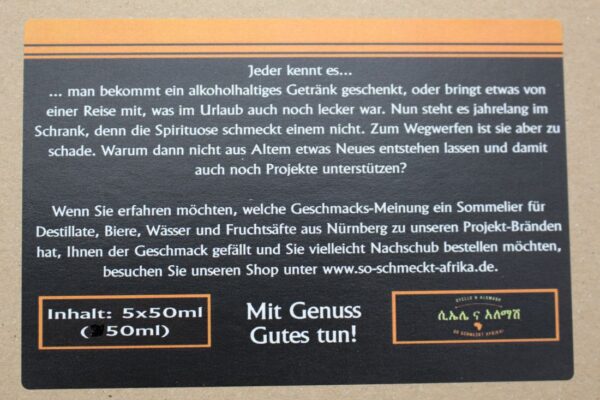 Jeder kennt es...
... man bekommt ein alkoholhaltiges Getränk geschenkt, oder bringt etwas von
einer Reise mit, was im Urlaub auch noch lecker war. Nun steht es jahrelang im
Schrank, denn die Spirituose schmeckt einem nicht. Zum Wegwerfen ist sie aber zu
schade. Warum dann nicht aus Altem etwas Neues entstehen lassen und damit
auch noch Projekte unterstützen?
Wenn Sie erfahren möchten, welche Geschmacks-Meinung ein Sommelier für
Destillate, Biere, Wässer und Fruchtsäfte aus Nürnberg zu unseren Projekt-Bränden
hat, Ihnen der Geschmack gefällt und Sie vielleicht Nachschub bestellen möchten,
besuchen Sie unseren Shop unter www.so-schmeckt-afrika.de.
Inhalt: 5x50ml
(50ml)
Mit Genuss
Gutes tun!
ሲኤሊ ና አለማሽ
SO SCHMECKT AFRIKA!